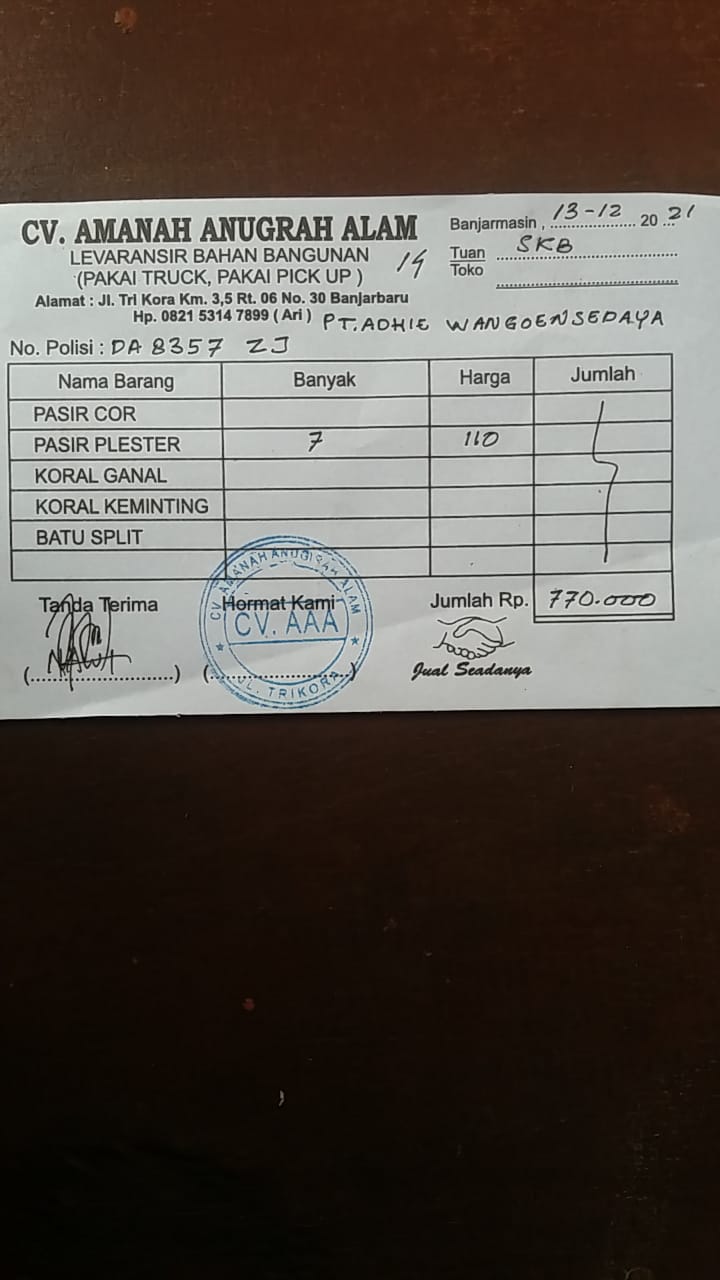 CV. AMANAH ANUGRAH ALAM
LEVARANSIR BAHAN BANGUNAN
(PAKAI TRUCK, PAKAI PICK UP )
Alamat : Jl. Tri Kora Km. 3,5 Rt. 06 No. 30 Banjarbaru
Hp. 0821 5314 7899 ( Ari )
Banjarmasin , 13-12 20 21
Tuan SKB
Toko
PT.ADHIE WANGOENSEDAYA
No. Polisi : DA 8357 ZJ
Nama Barang Banyak Harga Jumlah
PASIR COR
PASIR PLESTER 7 110
KORAL GANAL
KORAL KEMINTING
BATU SPLIT
Tanda Terima Hormat Kami Jumlah Rp. 770.000
CV. AMANAH ANUGRAH ALAM
CV. AAA
JL. TRIKORA
Jual Seadanya